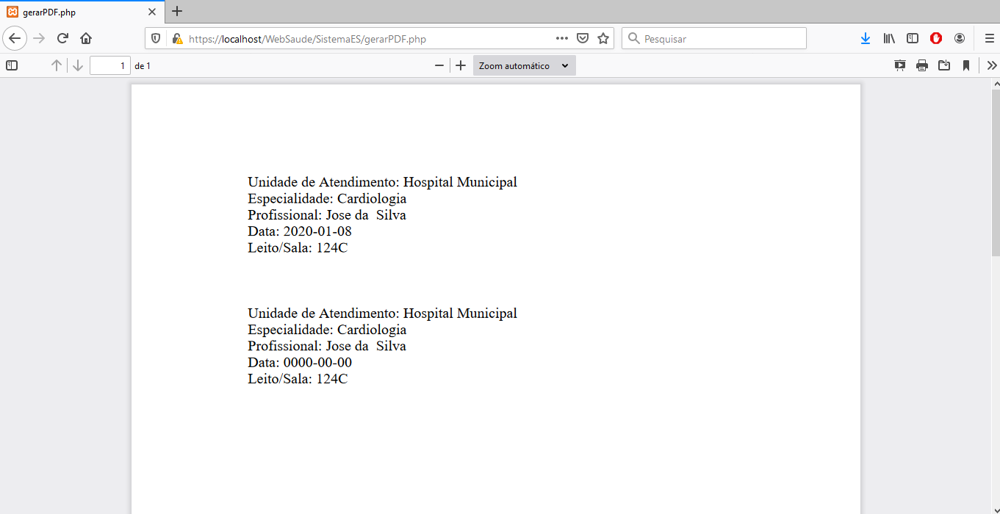 gerarPDF.php
https://localhost/WebSaude/SistemaES/gerarPDF.php
Pesquisar
1 de 1
Zoom automático
Unidade de Atendimento: Hospital Municipal
Especialidade: Cardiologia
Profissional: Jose da  Silva
Data: 2020-01-08
Leito/Sala: 124C
Unidade de Atendimento: Hospital Municipal
Especialidade: Cardiologia
Profissional: Jose da  Silva
Data: 0000-00-00
Leito/Sala: 124C